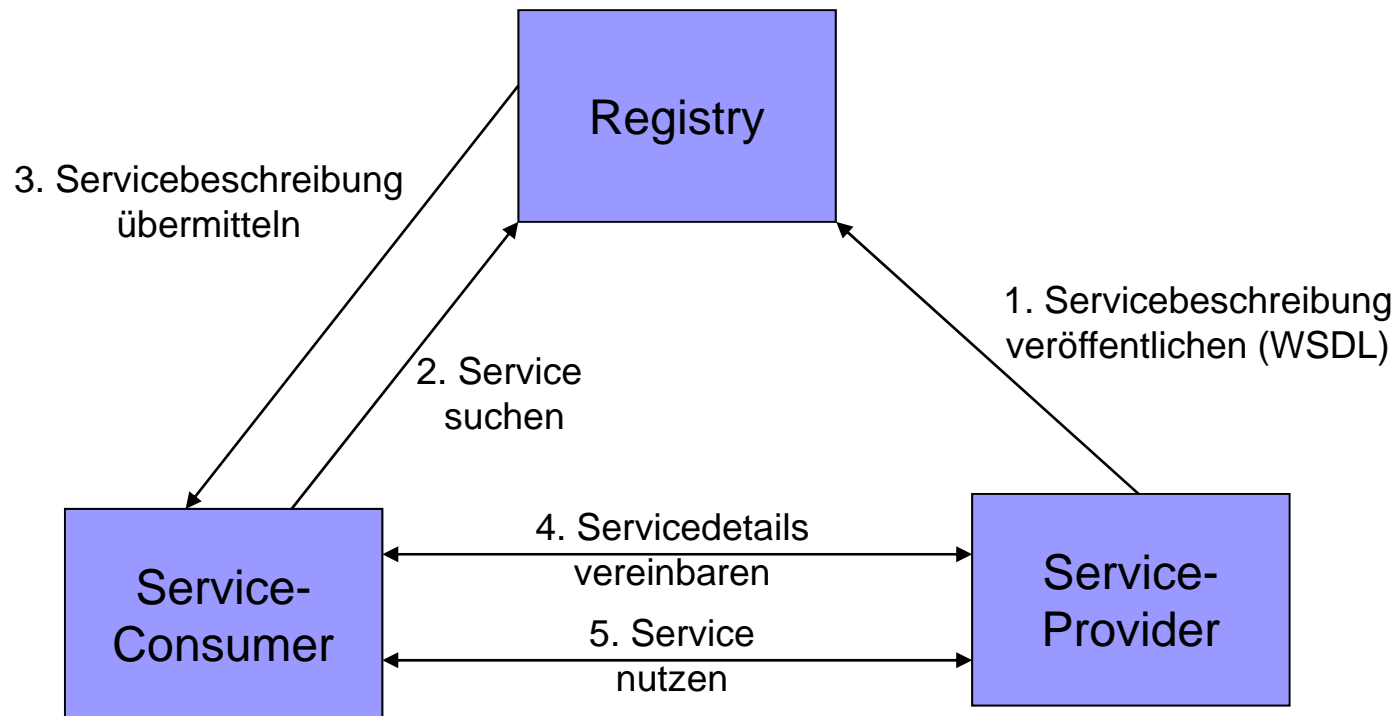 Registry
3. Servicebeschreibung
übermitteln
1. Servicebeschreibung
veröffentlichen (WSDL)
2. Service
suchen
4. Servicedetails
vereinbaren
Service-
Consumer
Service-
Provider
5. Service
nutzen